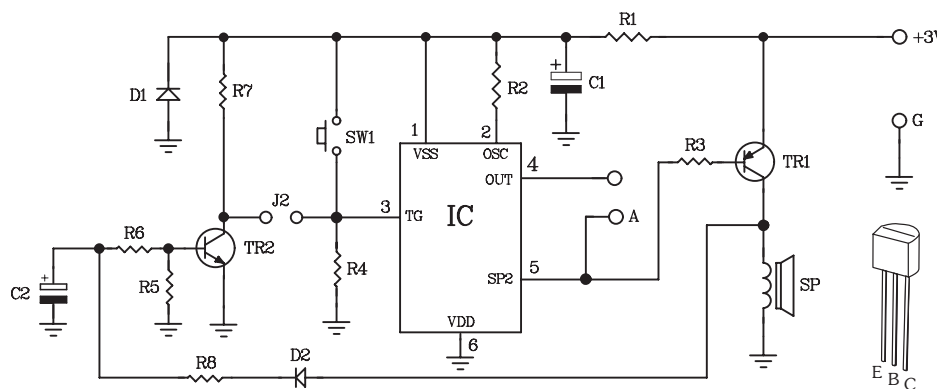 R1
+3V
D1
R7
R2
+
C1
SW1
G
1
2
VSS
OSC
R3
4
OUT
TR1
J2
3
TG
IC
A
R6
TR2
+
C2
R5
R4
SP2
5
SP
VDD
6
R8
D2
E
B
C